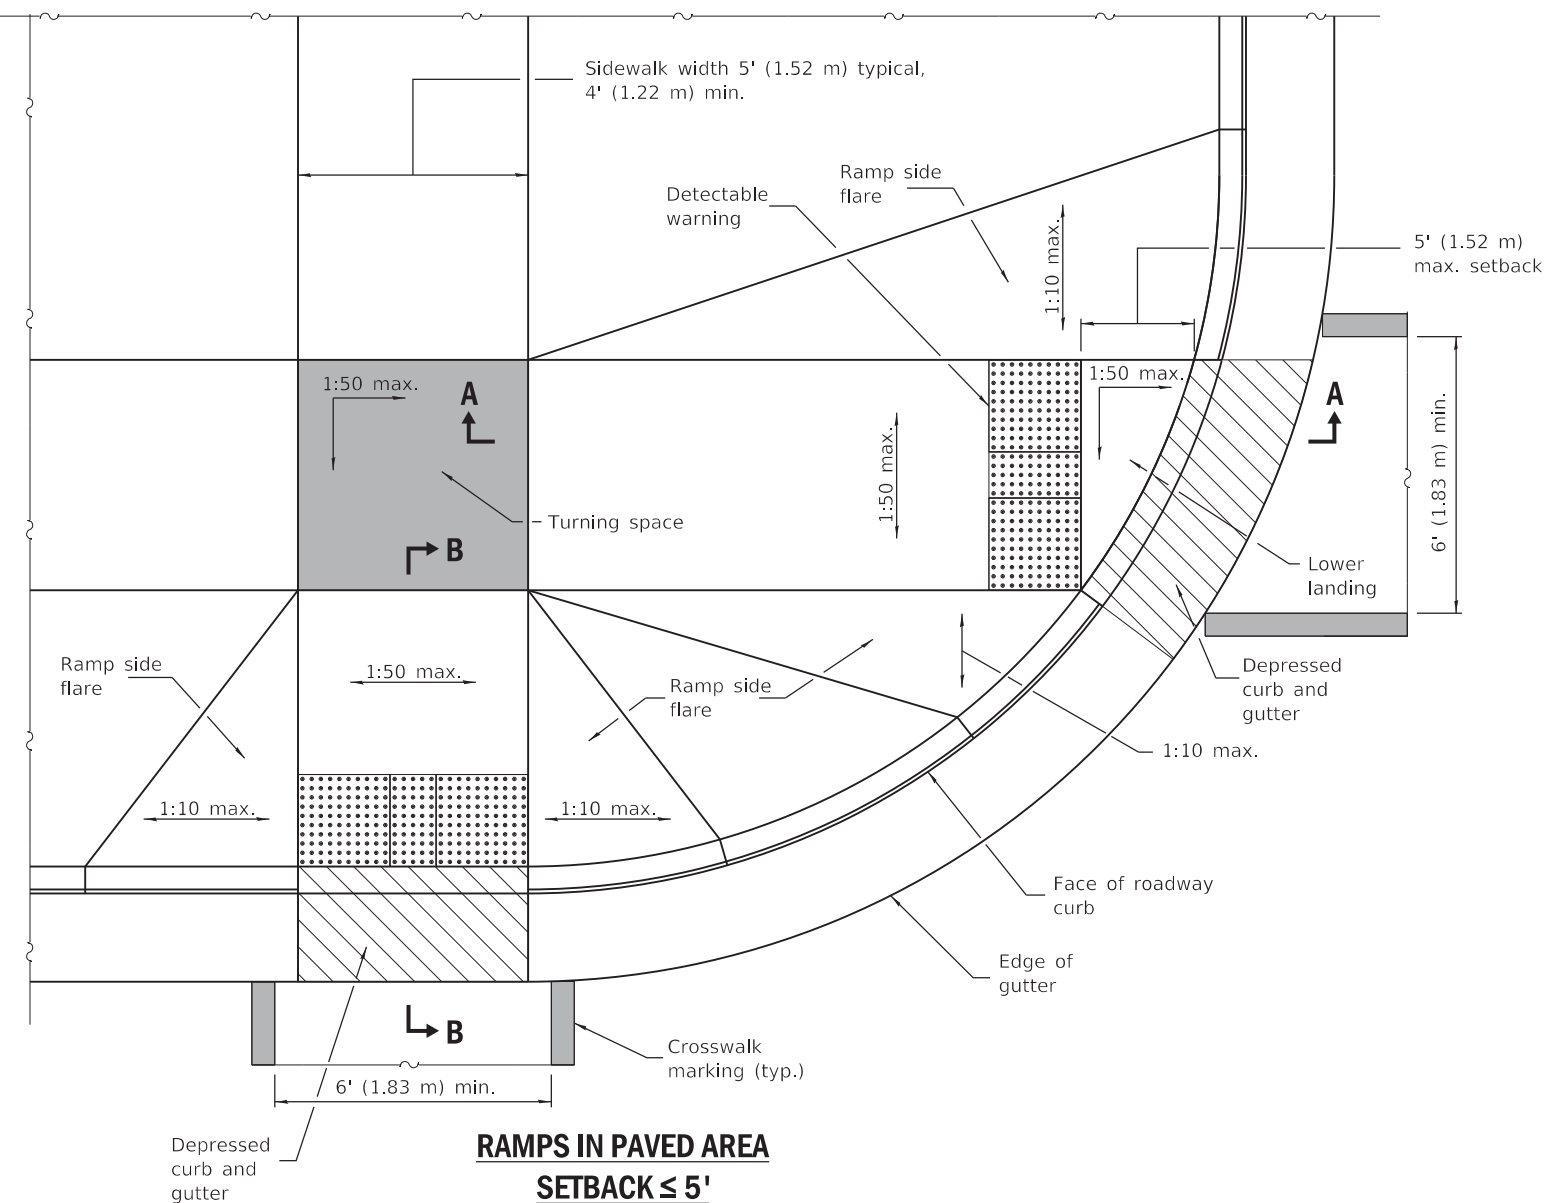 Sidewalk width 5' (1.52 m) typical,
4' (1.22 m) min.
Ramp side
flare
Detectable
warning
1:10 max.
5' (1.52 m)
max. setback
1:50 max.
A
1:50 max.
A
1:50 max.
6' (1.83 m) min.
Turning space
B
Lower
landing
Ramp side
flare
1:50 max.
Ramp side
flare
Depressed
curb and
gutter
1:10 max.
1:10 max.
1:10 max.
Face of roadway
curb
Edge of
gutter
B
Crosswalk
marking (typ.)
6' (1.83 m) min.
Depressed
curb and
gutter
RAMPS IN PAVED AREA
SETBACK ≤ 5'